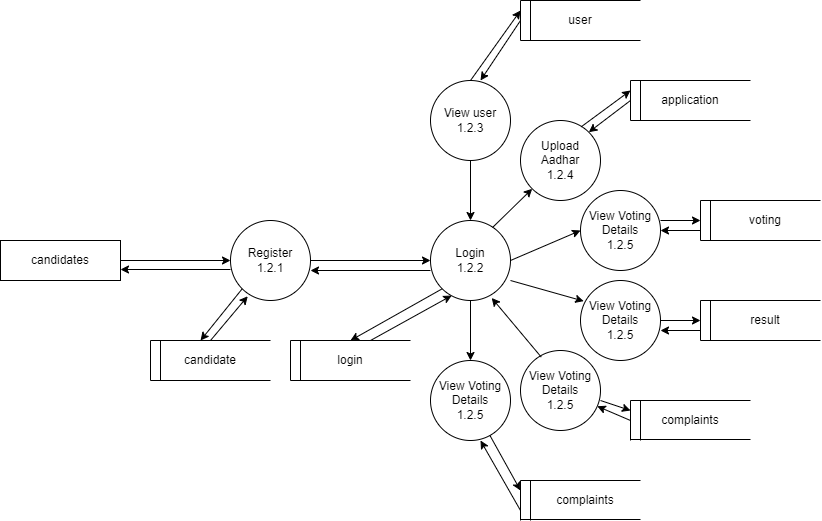 user
View user
1.2.3
application
Upload
Aadhar
1.2.4
View Voting
Details
1.2.5
voting
candidates
Register
1.2.1
Login
1.2.2
View Voting
Details
1.2.5
result
candidate
login
View Voting
Details
1.2.5
View Voting
Details
1.2.5
complaints
complaints